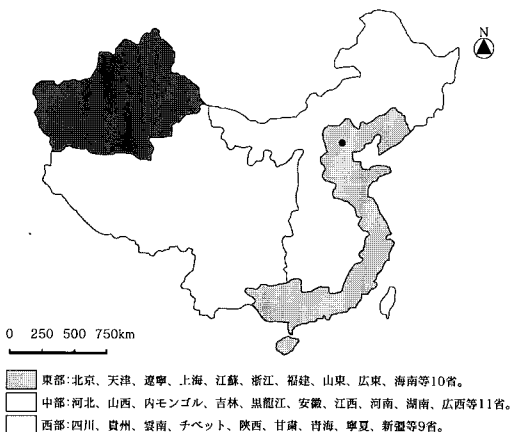 N
0 250 500 750km
東部:北京、天津、遼寧、上海、江蘇、浙江、福建、山東、広東、海南等10省。
中部:河北、山西、内モンゴル、吉林、黒龍江、安徽、江西、河南、湖南、広西等11省。
西部:四川、貴州、雲南、チベット、陝西、甘粛、青海、寧夏、新疆等9省。